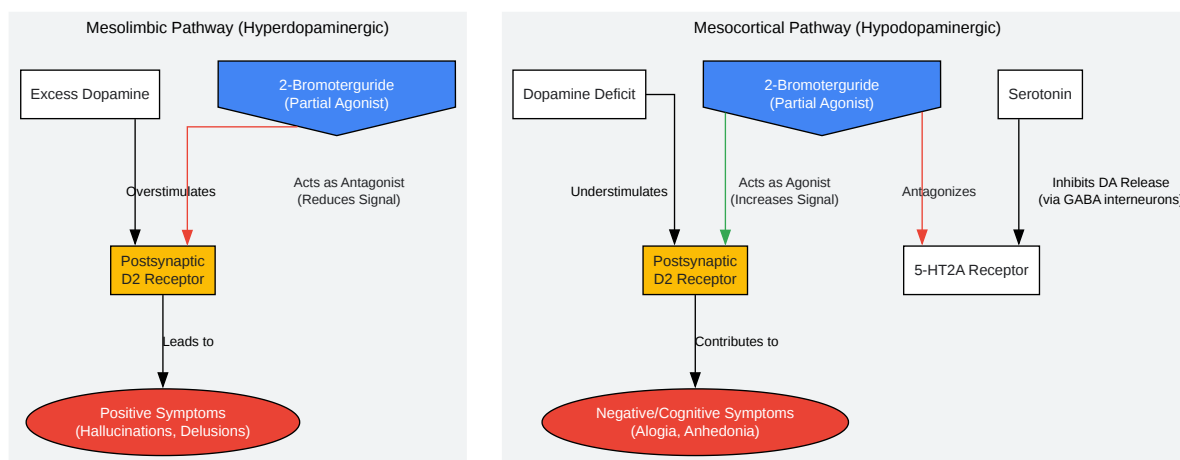 Mesolimbic Pathway (Hyperdopaminergic)
Excess Dopamine
2-Bromoterguride
(Partial Agonist)
Overstimulates
Acts as Antagonist
(Reduces Signal)
Postsynaptic
D2 Receptor
Leads to
Positive Symptoms
(Hallucinations, Delusions)
Mesocortical Pathway (Hypodopaminergic)
Dopamine Deficit
2-Bromoterguride
(Partial Agonist)
Serotonin
Understimulates
Acts as Agonist
(Increases Signal)
Antagonizes
Inhibits DA Release
(via GABA interneurons)
Postsynaptic
D2 Receptor
5-HT2A Receptor
Contributes to
Negative/Cognitive Symptoms
(Alogia, Anhedonia)